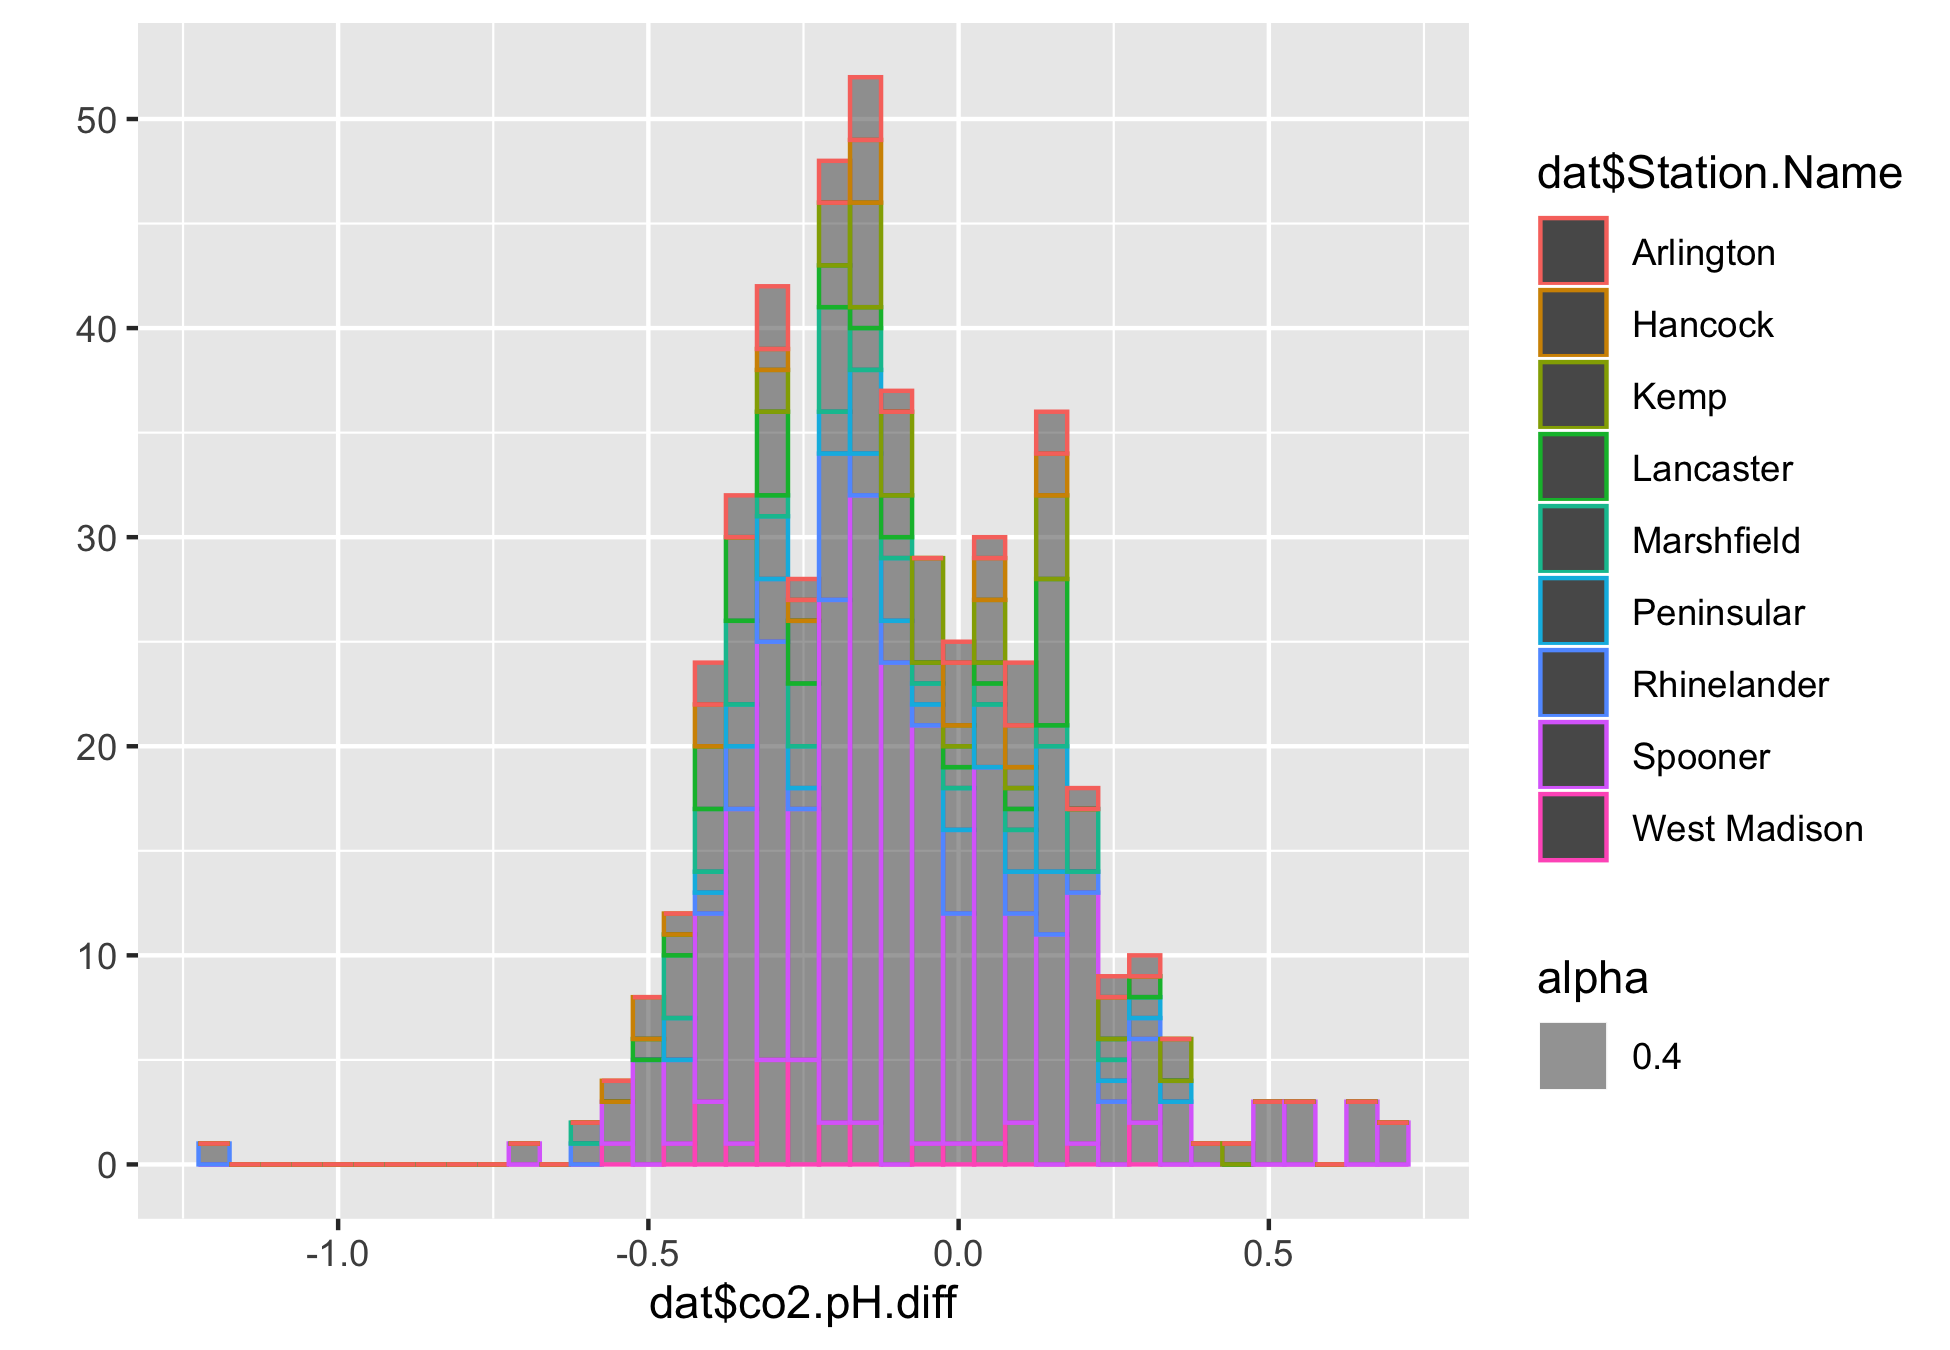 50
40
30
20
10
0
-1.0
-0.5
0.0
0.5
dat$co2.pH.diff
dat$Station.Name
Arlington
Hancock
Kemp
Lancaster
Marshfield
Peninsular
Rhinelander
Spooner
West Madison
alpha
0.4